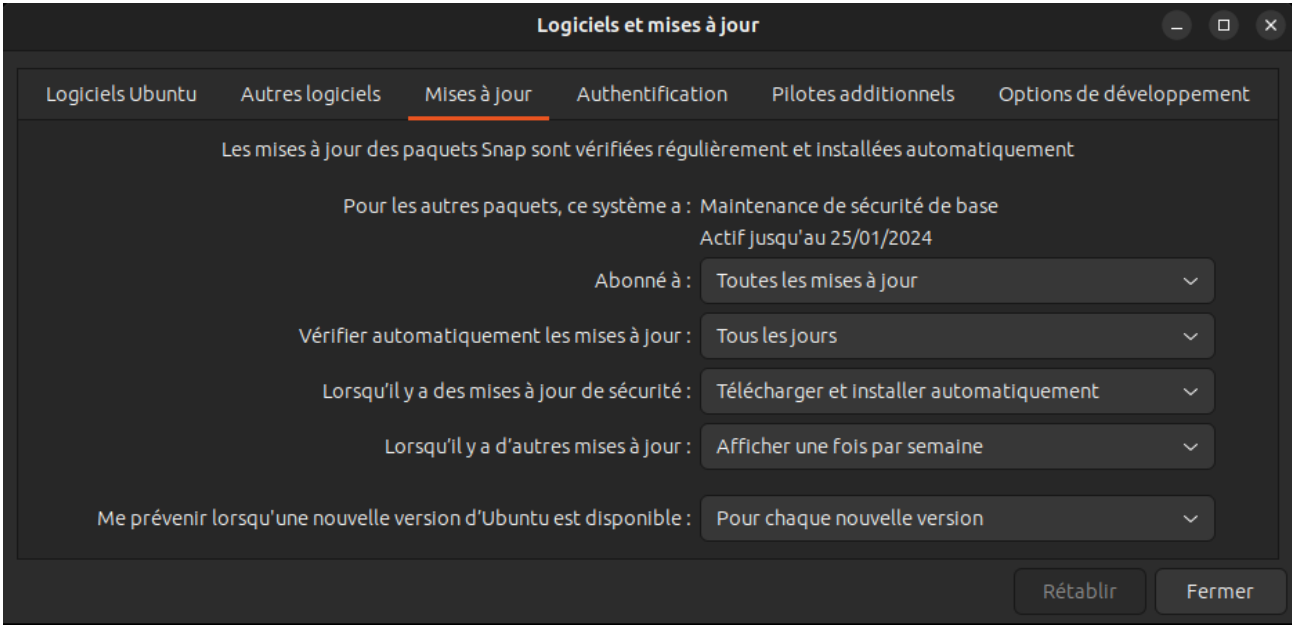 Logiciels et mises à jour
Logiciels Ubuntu Autres logiciels Mises à jour Authentification Pilotes additionnels Options de développement
Les mises à jour des paquets Snap sont vérifiées régulièrement et installées automatiquement
Pour les autres paquets, ce système a : Maintenance de sécurité de base
Actif jusqu'au 25/01/2024
Abonné à : Toutes les mises à jour
Vérifier automatiquement les mises à jour : Tous les jours
Lorsqu’il y a des mises à jour de sécurité : Télécharger et installer automatiquement
Lorsqu’il y a d’autres mises à jour : Afficher une fois par semaine
Me prévenir lorsqu'une nouvelle version d’Ubuntu est disponible : Pour chaque nouvelle version
Rétablir Fermer